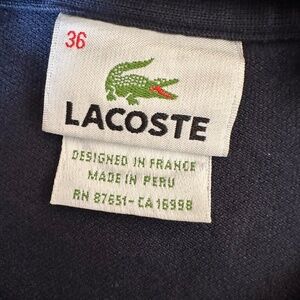 36
LACOSTE
DESIGNED IN FRANCE
MADE IN PERU
RN 87651-CA 16998